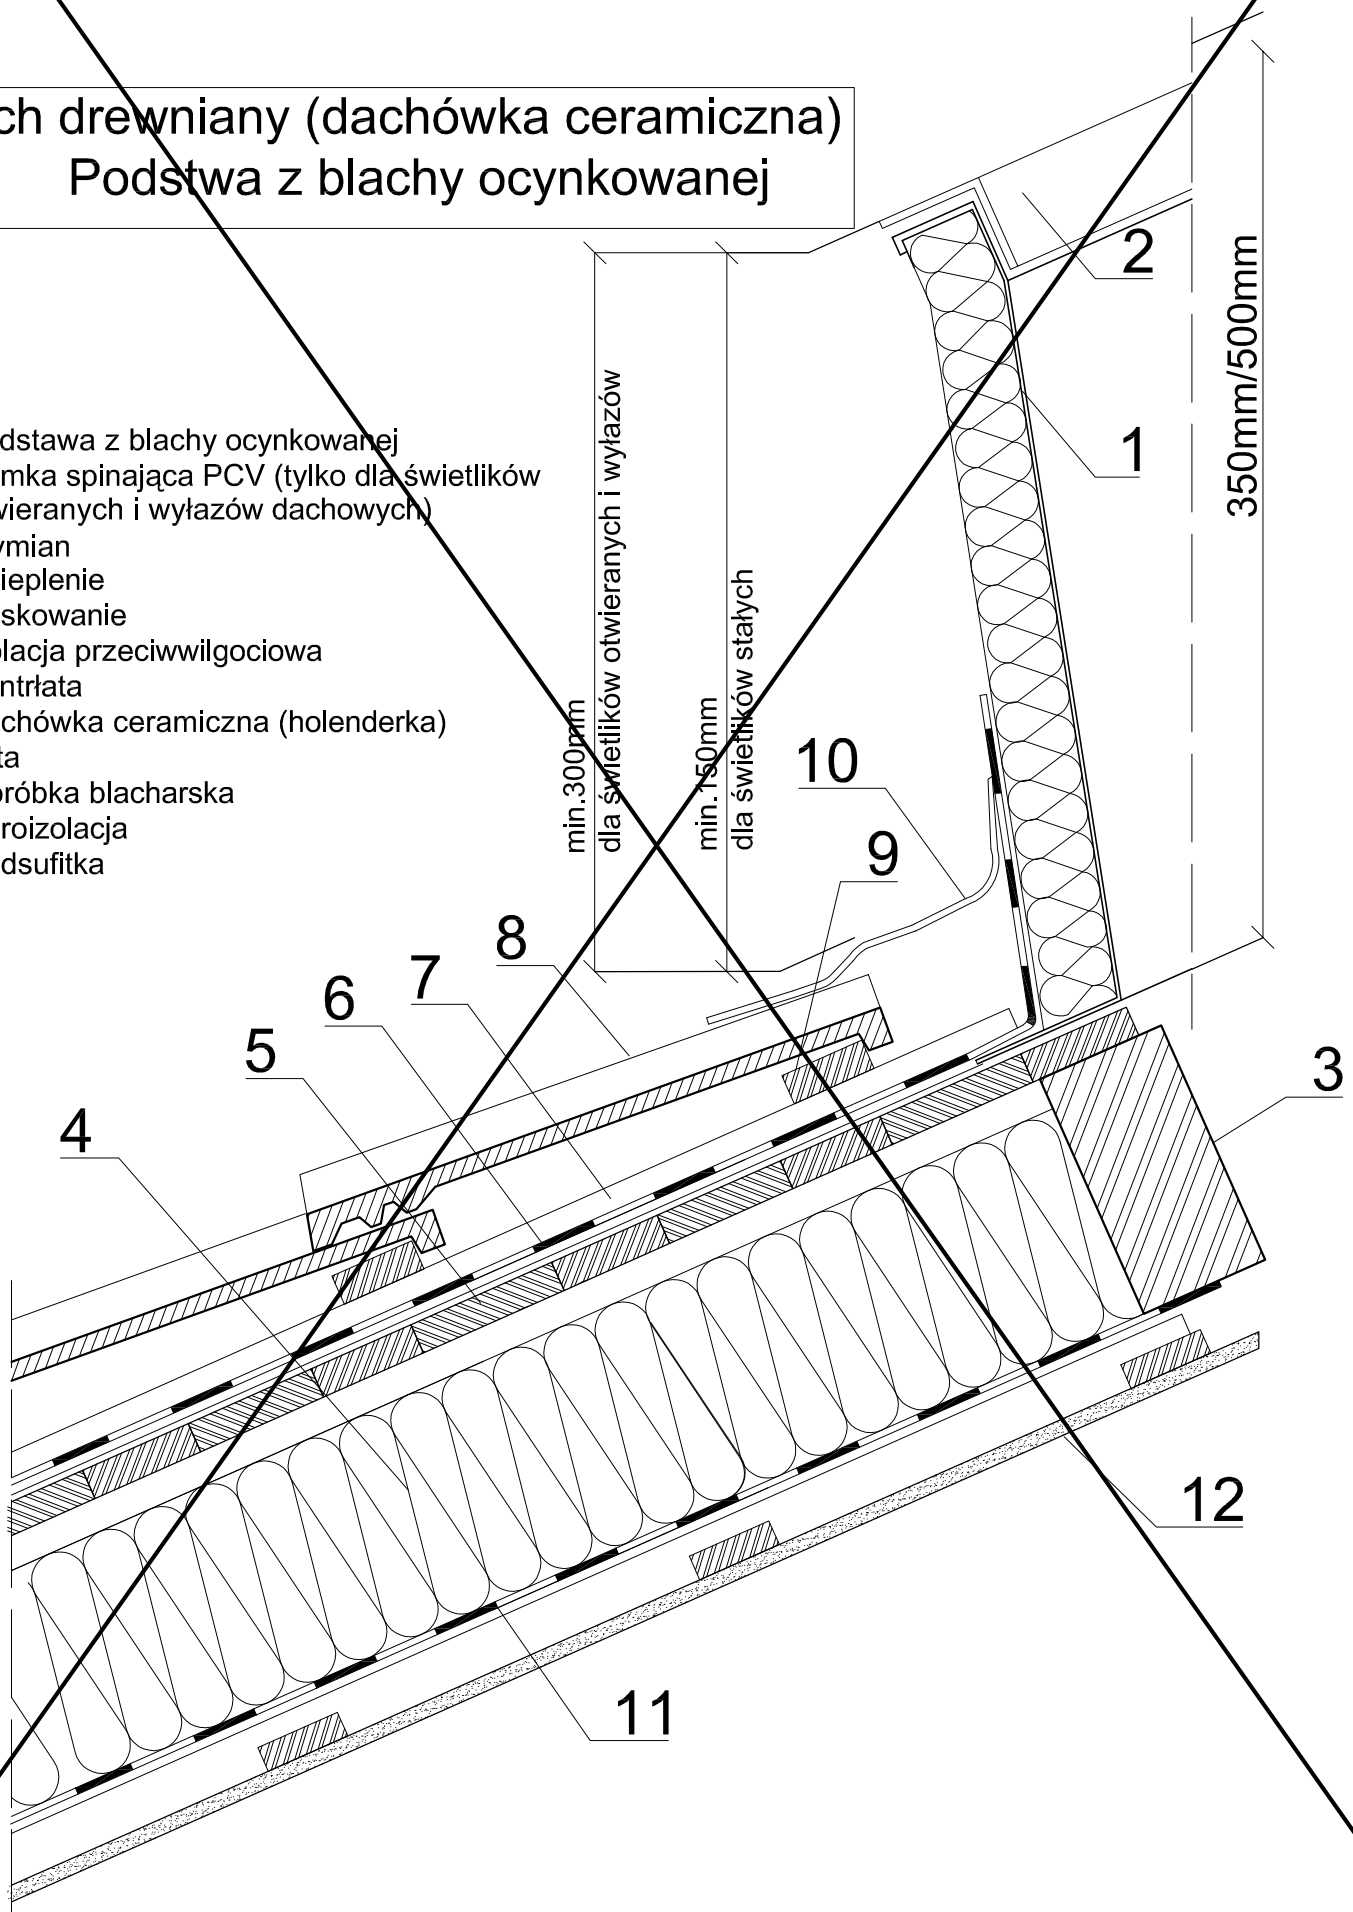 ch drewniany (dachówka ceramiczna)
Podstwa z blachy ocynkowanej
dstawa z blachy ocynkowanej
mka spinająca PCV (tylko dla świetlików
wieranych i wyłazów dachowych)
ymian
ieplenie
skowanie
olacja przeciwwilgociowa
ntrłata
chówka ceramiczna (holenderka)
ta
oróbka blacharska
roizolacja
dsufitka
min.300mm
dla świetlików otwieranych i wyłazów
min.150mm
dla świetlików stałych
350mm/500mm
2
1
10
9
8
7
6
5
4
3
12
11